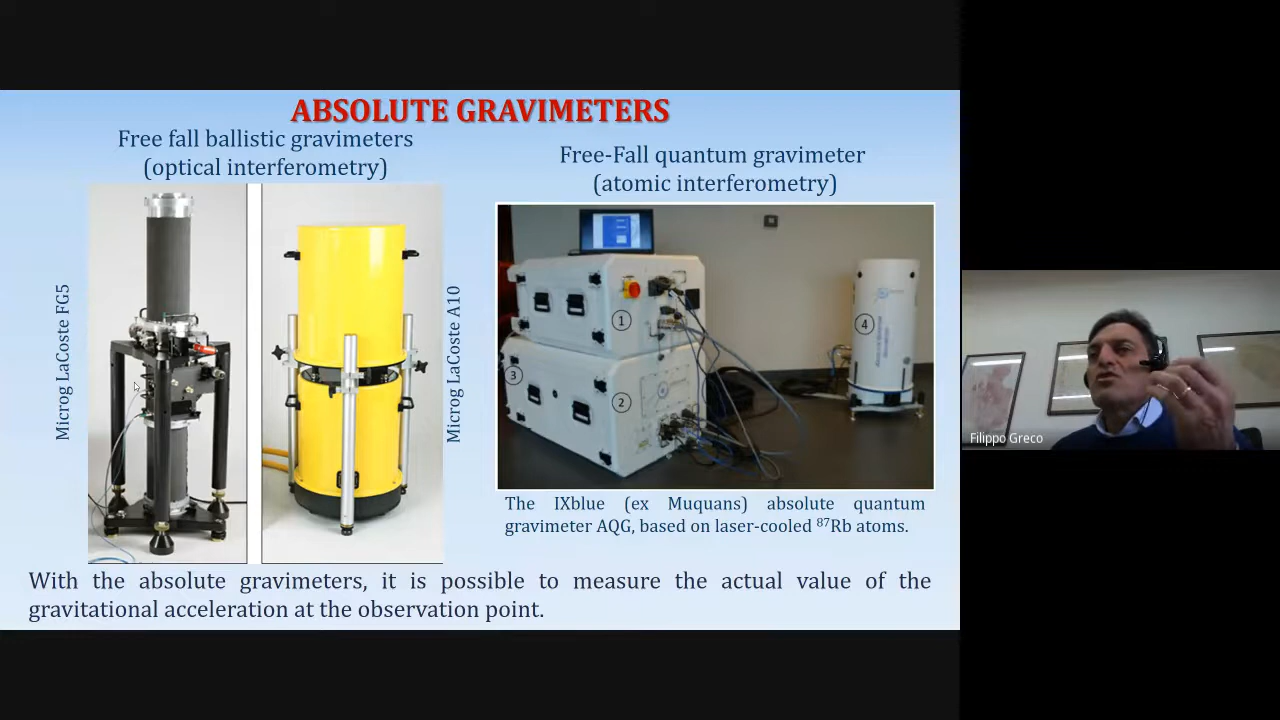 ABSOLUTE GRAVIMETERS
Free fall ballistic gravimeters
(optical interferometry)
Free-Fall quantum gravimeter
(atomic interferometry)
Microg LaCoste FG5
Microg LaCoste A10
1
2
3
4
The IXblue (ex Muquans) absolute quantum
gravimeter AQG, based on laser-cooled ⁸⁷Rb atoms.
With the absolute gravimeters, it is possible to measure the actual value of the
gravitational acceleration at the observation point.
Filippo Greco